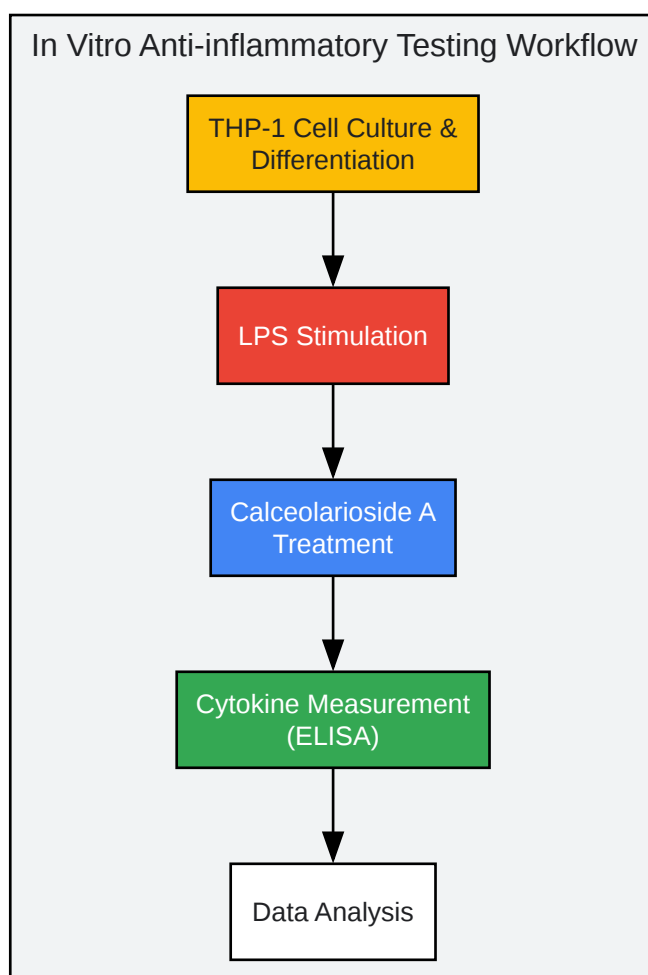 In Vitro Anti-inflammatory Testing Workflow
THP-1 Cell Culture &
Differentiation
LPS Stimulation
Calceolarioside A
Treatment
Cytokine Measurement
(ELISA)
Data Analysis